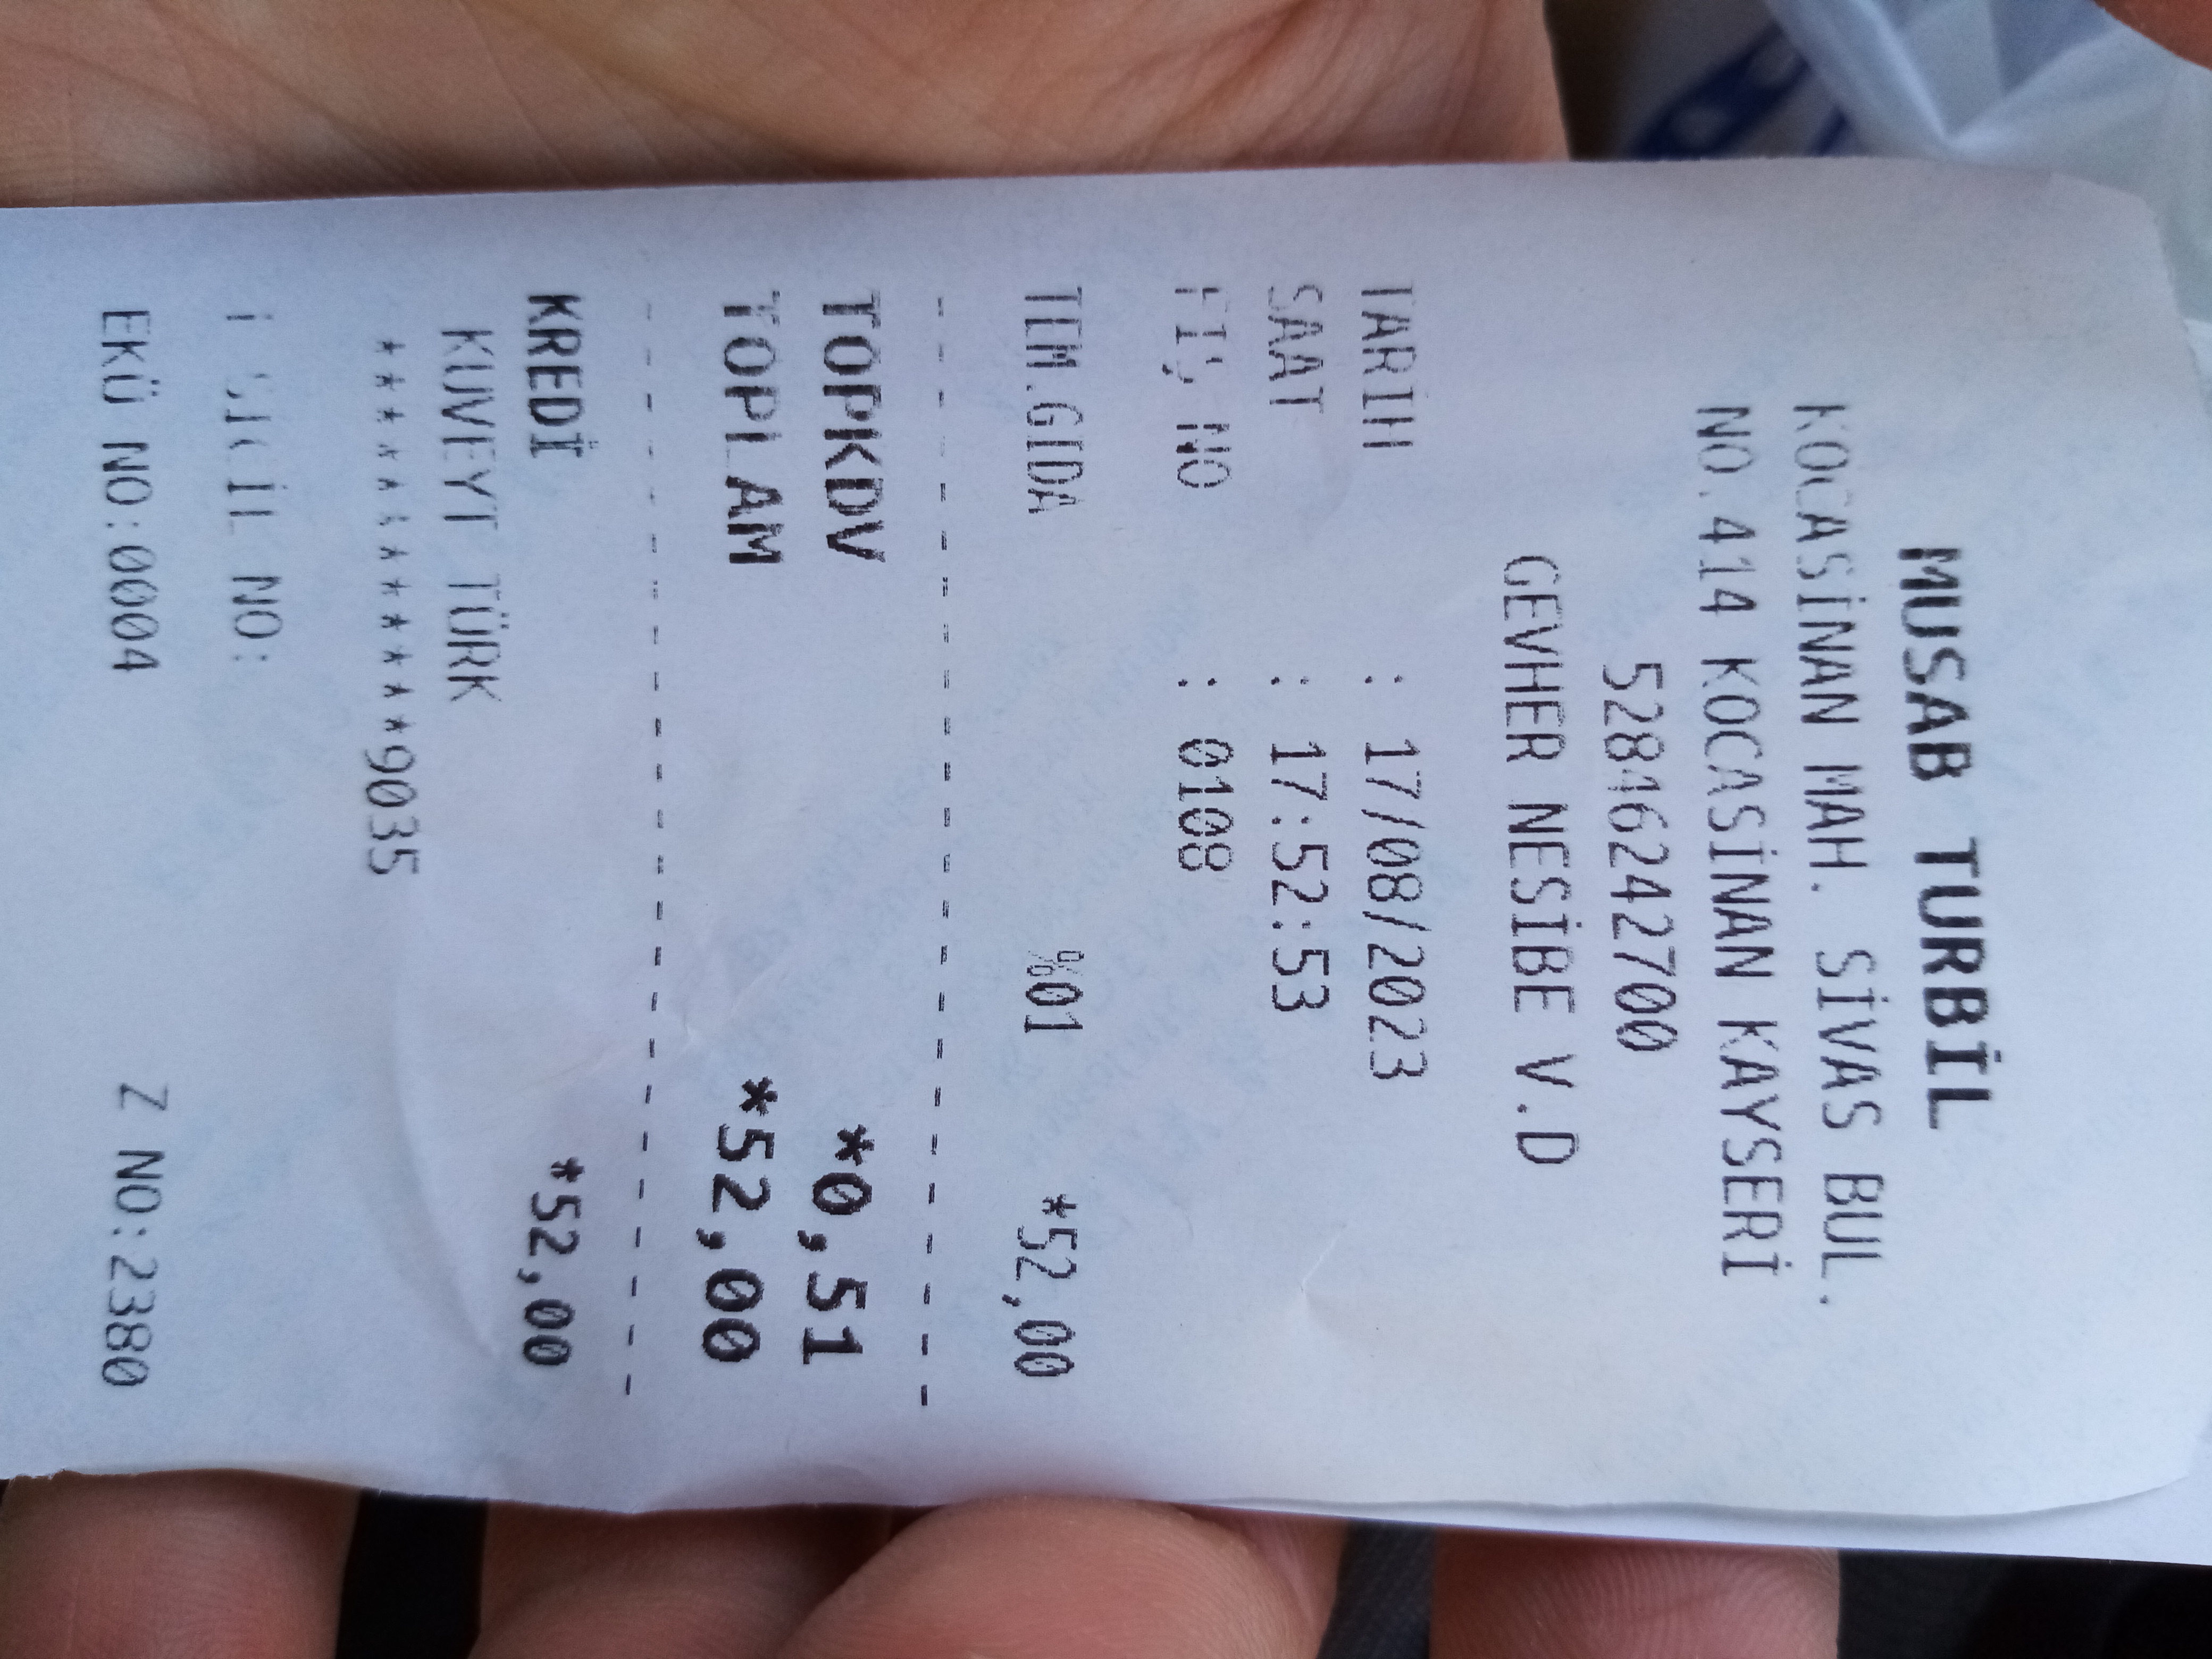 MUSAB TURBİL
KOCASİNAN MAH. SİVAS BUL.
NO.414 KOCASİNAN KAYSERİ
52846242700
GEVHER NESİBE V.D
TARIH : 17/08/2023
SAAT : 17:52:53
FİŞ NO : 0108
TEM.GIDA %01 *52,00
TOPKDV *0,51
TOPLAM *52,00
KREDİ *52,00
KUVEYT TÜRK
************9035
NO:
EKÜ NO:0004 Z NO:2380